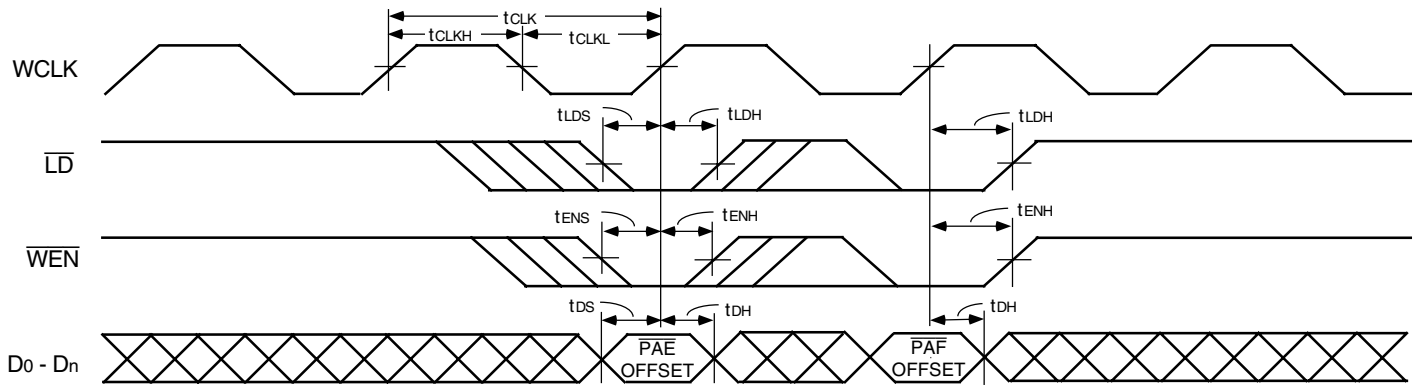 tCLK
tCLKH
tCLKL
WCLK
tLDS
tLDH
tLDH
LD
tENS
tENH
tENH
WEN
tDS
tDH
tDH
D0 - Dn
PAE
OFFSET
PAF
OFFSET